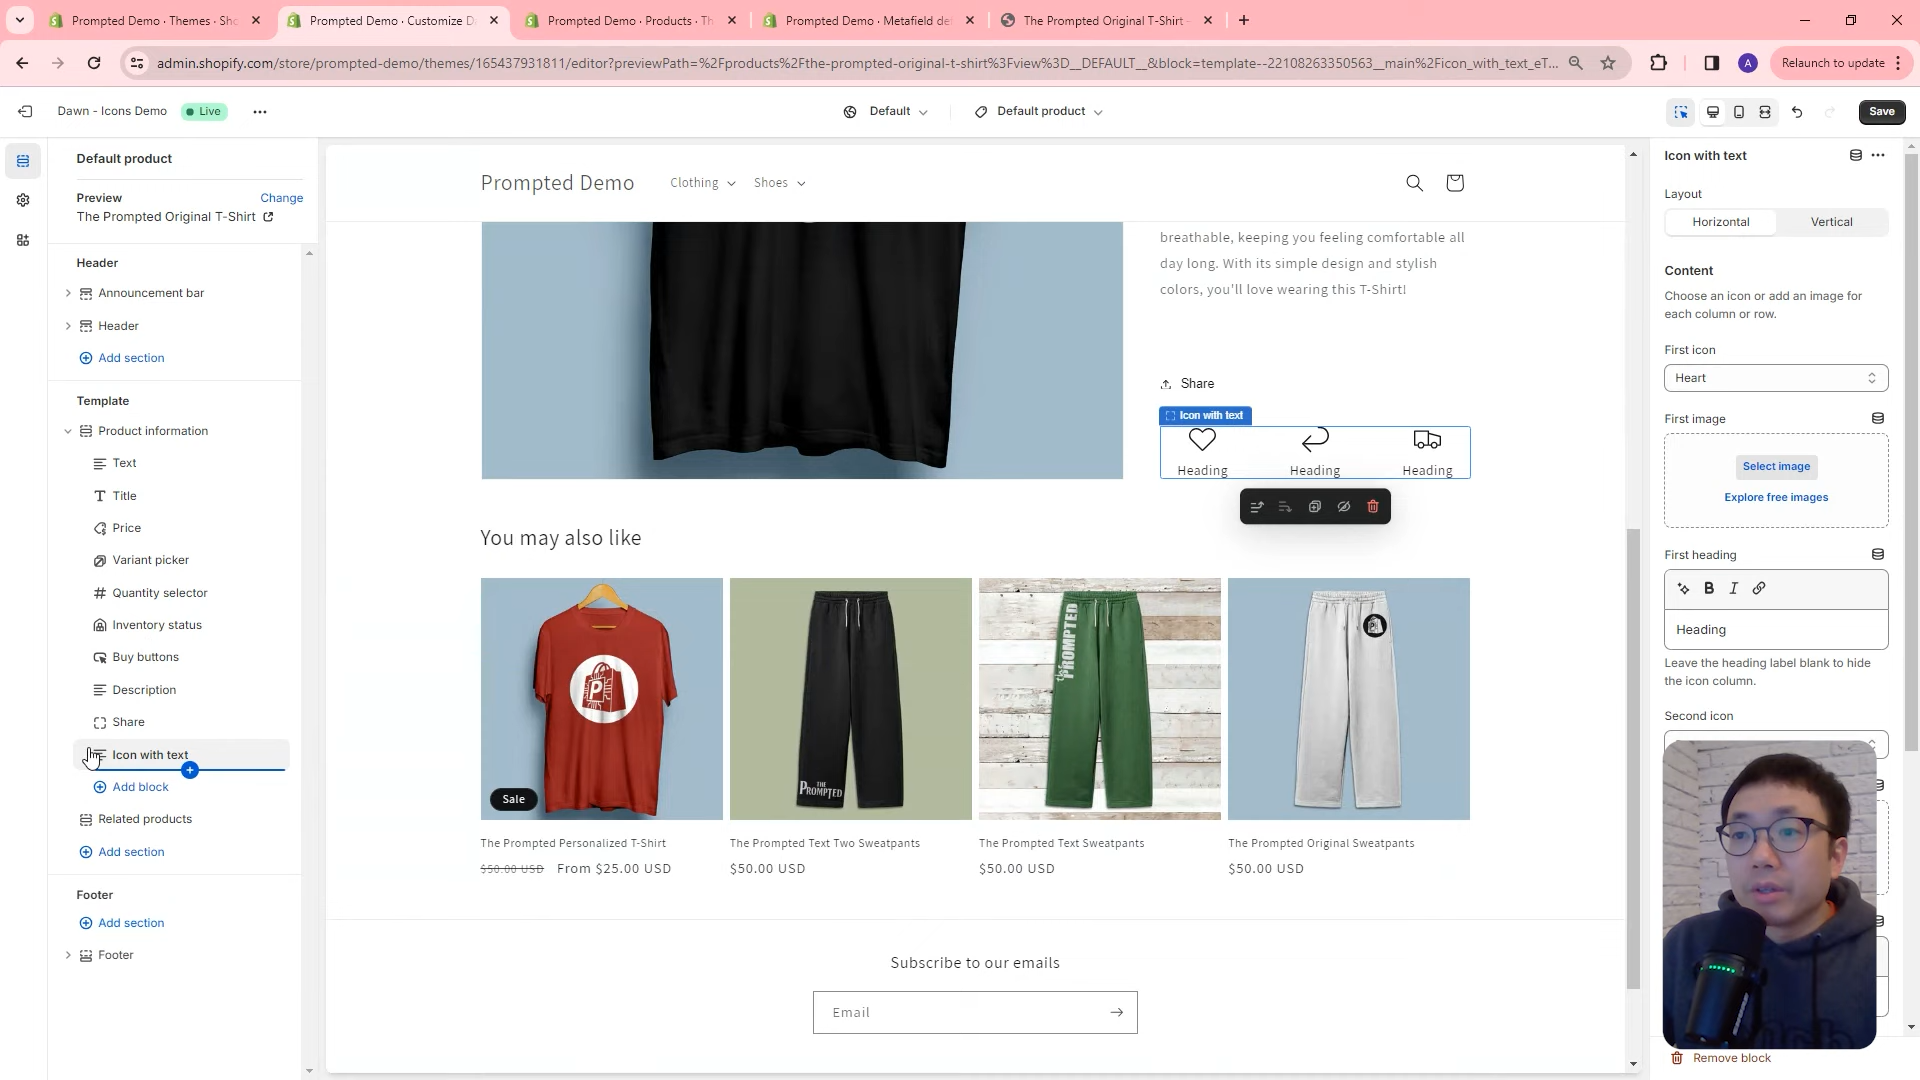 Prompted Demo · Themes · Sho
Prompted Demo · Customize D
Prompted Demo · Products · Th
Prompted Demo · Metafield de
The Prompted Original T-Shirt
admin.shopify.com/store/prompted-demo/themes/165437931811/editor?previewPath=%2Fproducts%2Fthe-prompted-original-t-shirt%3Fview%3D__DEFAULT__&block=template--22108263350563__main%2Ficon_with_text_eT...
A
Relaunch to update
Dawn - Icons Demo
Live
Default
Default product
Save
Default product
Preview
Change
The Prompted Original T-Shirt
Header
Announcement bar
Header
Add section
Template
Product information
Text
Title
Price
Variant picker
Quantity selector
Inventory status
Buy buttons
Description
Share
Icon with text
Add block
Related products
Add section
Footer
Add section
Footer
Prompted Demo
Clothing
Shoes
breathable, keeping you feeling comfortable all
day long. With its simple design and stylish
colors, you'll love wearing this T-Shirt!
Share
Icon with text
Heading
Heading
Heading
You may also like
P
THE
PROMPTED
PROMPTED
P
Sale
The Prompted Personalized T-Shirt
$50.00 USD From $25.00 USD
The Prompted Text Two Sweatpants
$50.00 USD
The Prompted Text Sweatpants
$50.00 USD
The Prompted Original Sweatpants
$50.00 USD
Subscribe to our emails
Email
Icon with text
Layout
Horizontal
Vertical
Content
Choose an icon or add an image for
each column or row.
First icon
Heart
First image
Select image
Explore free images
First heading
B
I
Heading
Leave the heading label blank to hide
the icon column.
Second icon
Remove block